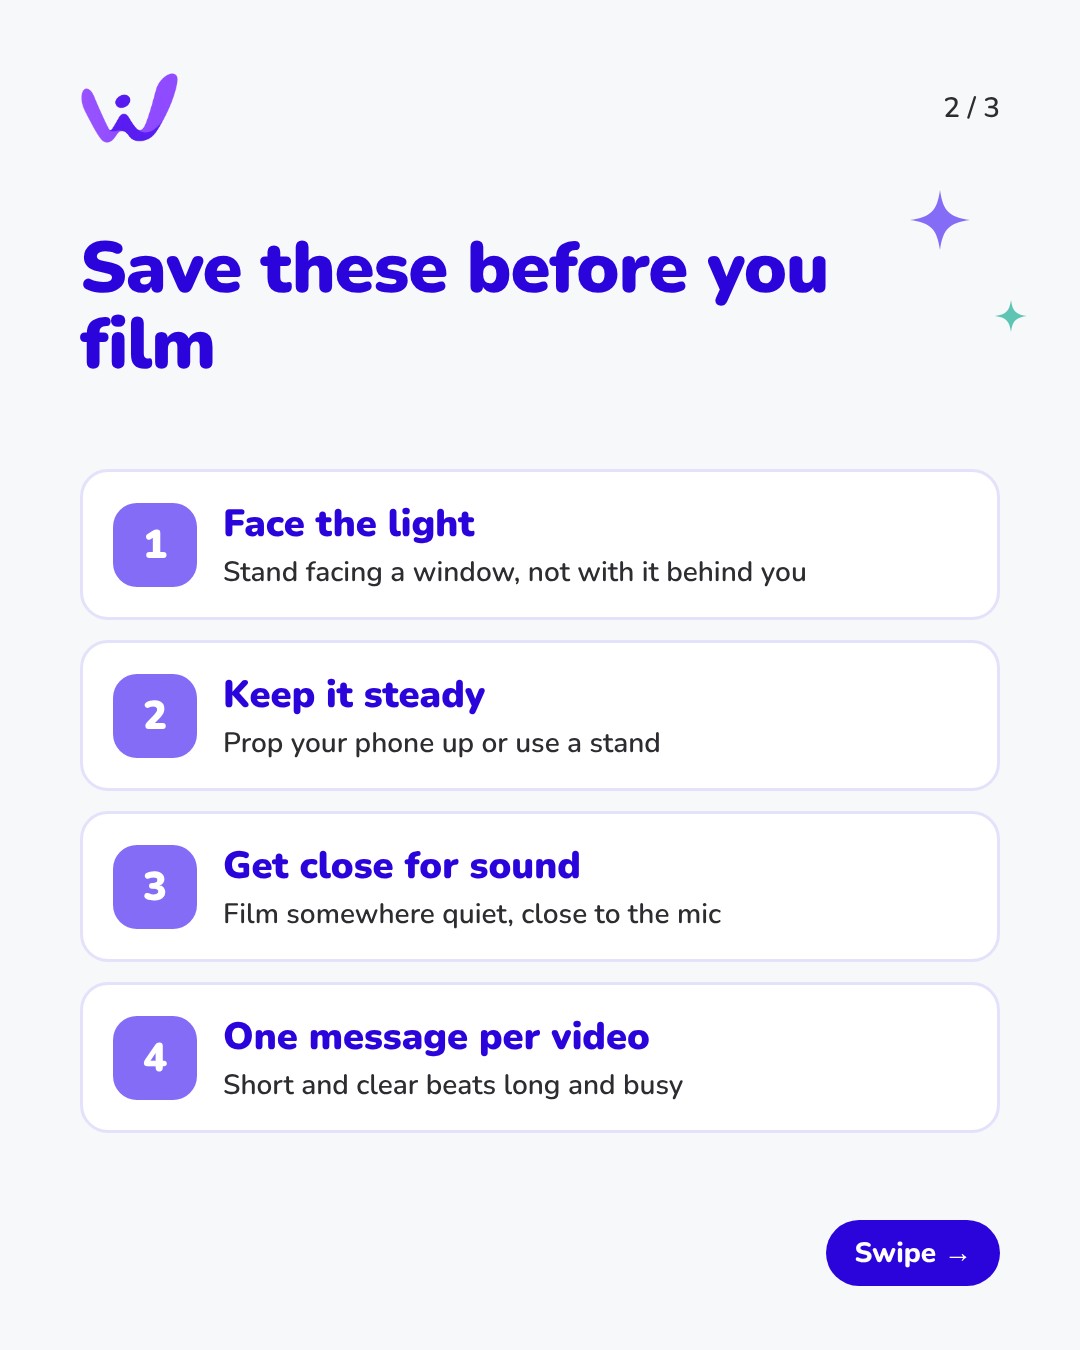 2 / 3
Save these before you
film
1
Face the light
Stand facing a window, not with it behind you
2
Keep it steady
Prop your phone up or use a stand
3
Get close for sound
Film somewhere quiet, close to the mic
4
One message per video
Short and clear beats long and busy
Swipe →